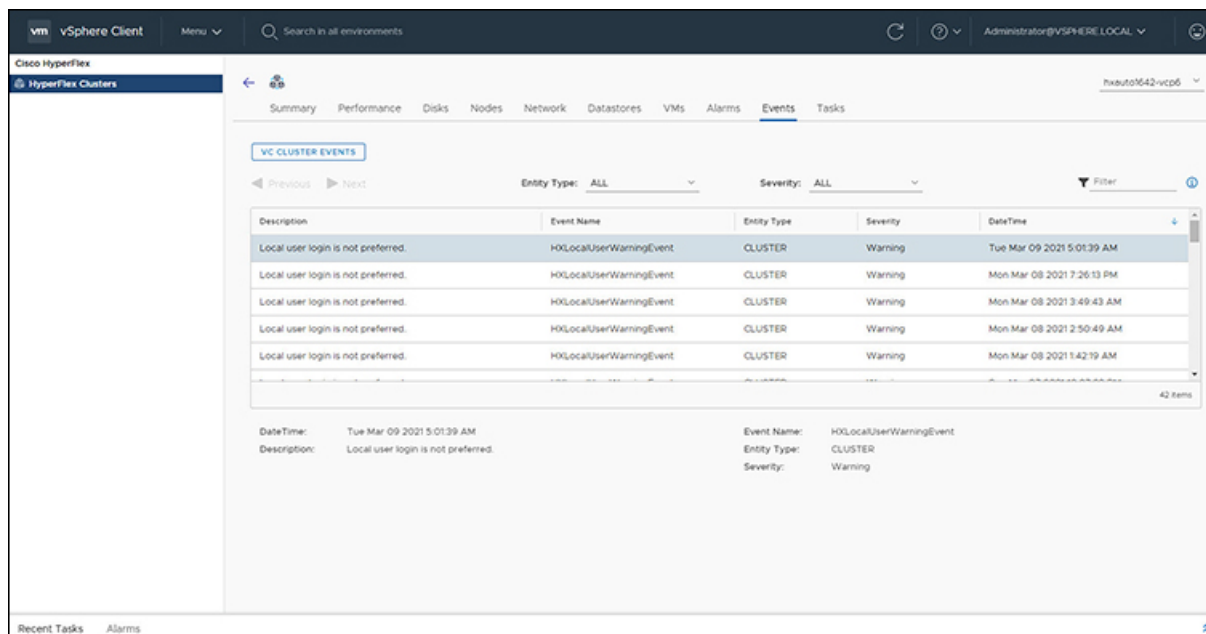 vm vSphere Client Menu Search in all environments Administrator@VSPHERE.LOCAL
Cisco HyperFlex
HyperFlex Clusters
hxauto1642-vcp6
Summary Performance Disks Nodes Network Datastores VMs Alarms Events Tasks
VC CLUSTER EVENTS
Previous Next Entity Type: ALL Severity: ALL Filter
Description Event Name Entity Type Severity DateTime
Local user login is not preferred. HXLocalUserWarningEvent CLUSTER Warning Tue Mar 09 2021 5:01:39 AM
Local user login is not preferred. HXLocalUserWarningEvent CLUSTER Warning Mon Mar 08 2021 7:26:13 PM
Local user login is not preferred. HXLocalUserWarningEvent CLUSTER Warning Mon Mar 08 2021 3:49:43 AM
Local user login is not preferred. HXLocalUserWarningEvent CLUSTER Warning Mon Mar 08 2021 2:50:49 AM
Local user login is not preferred. HXLocalUserWarningEvent CLUSTER Warning Mon Mar 08 2021 1:42:19 AM
42 items
DateTime: Tue Mar 09 2021 5:01:39 AM Event Name: HXLocalUserWarningEvent
Description: Local user login is not preferred. Entity Type: CLUSTER
Severity: Warning
Recent Tasks Alarms